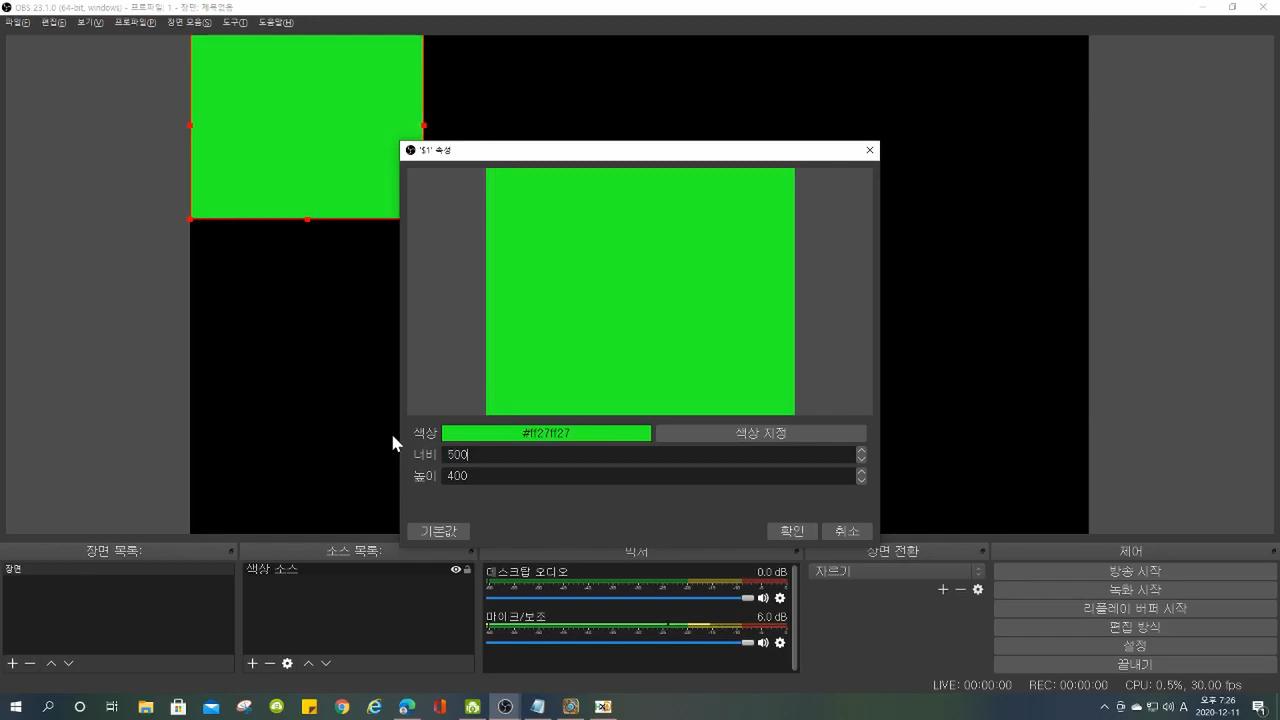 OBS 23.1.0 (64-bit, windows) - 프로파일: 1 - 장면: 제목없음
파일(F) 편집(E) 보기(V) 프로파일(P) 장면 모음(S) 도구(T) 도움말(H)
'$1' 속성
색상 #ff27ff27 색상 지정
너비 500
높이 400
기본값 확인 취소
장면 목록: 소스 목록: 믹서 장면 전환 제어
장면
색상 소스
데스크탑 오디오 0.0 dB
마이크/보조 6.0 dB
자르기
방송 시작
녹화 시작
리플레이 버퍼 시작
편집 방식
설정
끝내기
LIVE: 00:00:00 REC: 00:00:00 CPU: 0.5%, 30.00 fps
A 오후 7:26
2020-12-11